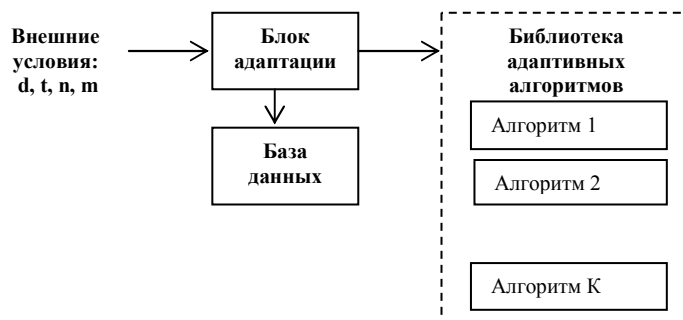 Внешние
условия:
d, t, n, m
Блок
адаптации
База
данных
Библиотека
адаптивных
алгоритмов
Алгоритм 1
Алгоритм 2
Алгоритм К